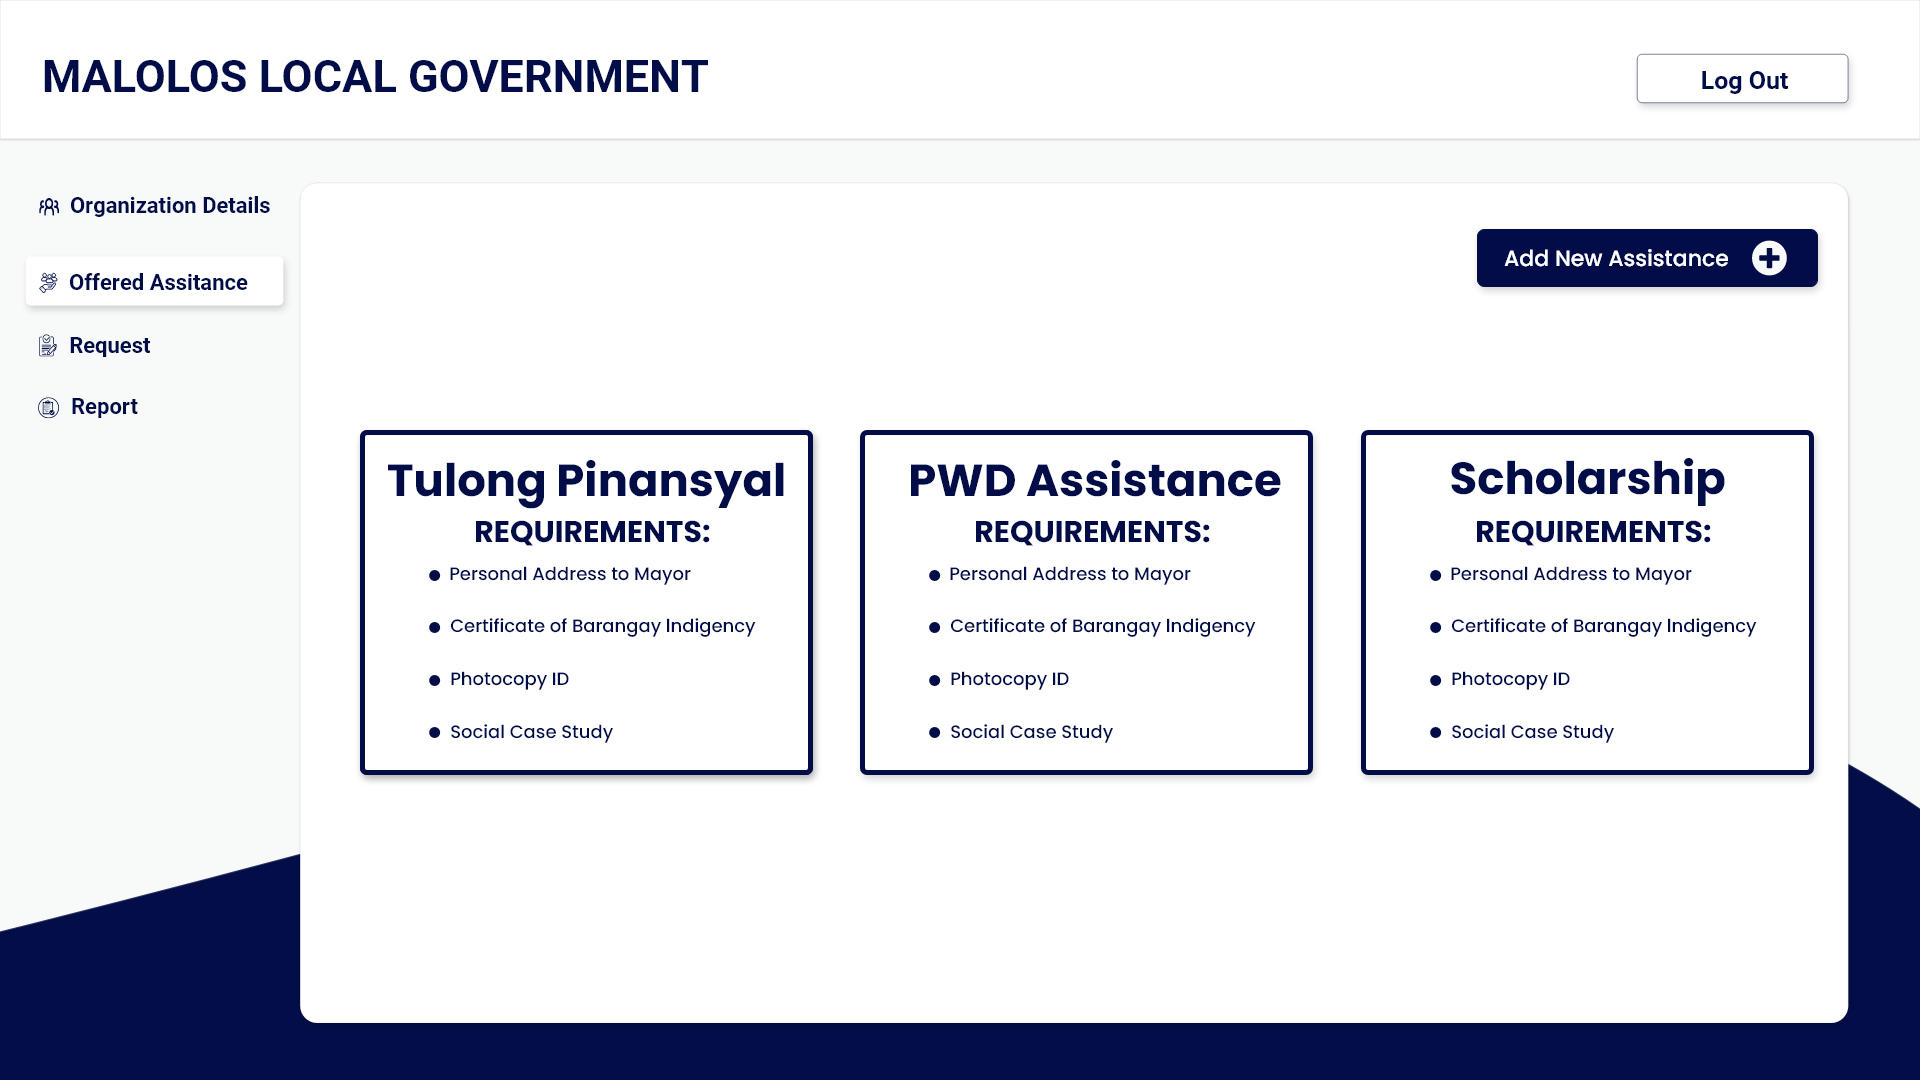 MALOLOS LOCAL GOVERNMENT
Log Out
Organization Details
Offered Assitance
Request
Report
Add New Assistance
Tulong Pinansyal
REQUIREMENTS:
Personal Address to Mayor
Certificate of Barangay Indigency
Photocopy ID
Social Case Study
PWD Assistance
REQUIREMENTS:
Personal Address to Mayor
Certificate of Barangay Indigency
Photocopy ID
Social Case Study
Scholarship
REQUIREMENTS:
Personal Address to Mayor
Certificate of Barangay Indigency
Photocopy ID
Social Case Study